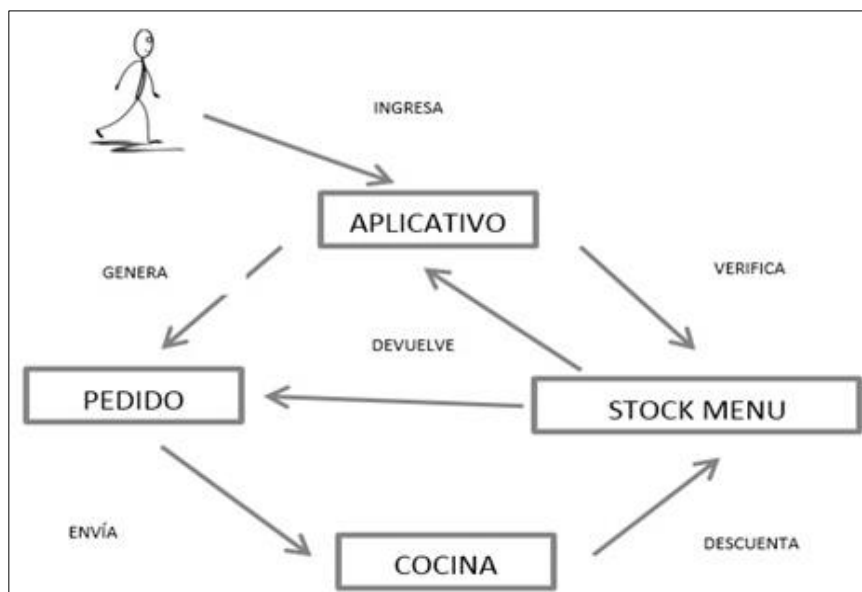 INGRESA
APLICATIVO
GENERA
VERIFICA
DEVUELVE
PEDIDO
STOCK MENU
ENVÍA
DESCUENTA
COCINA